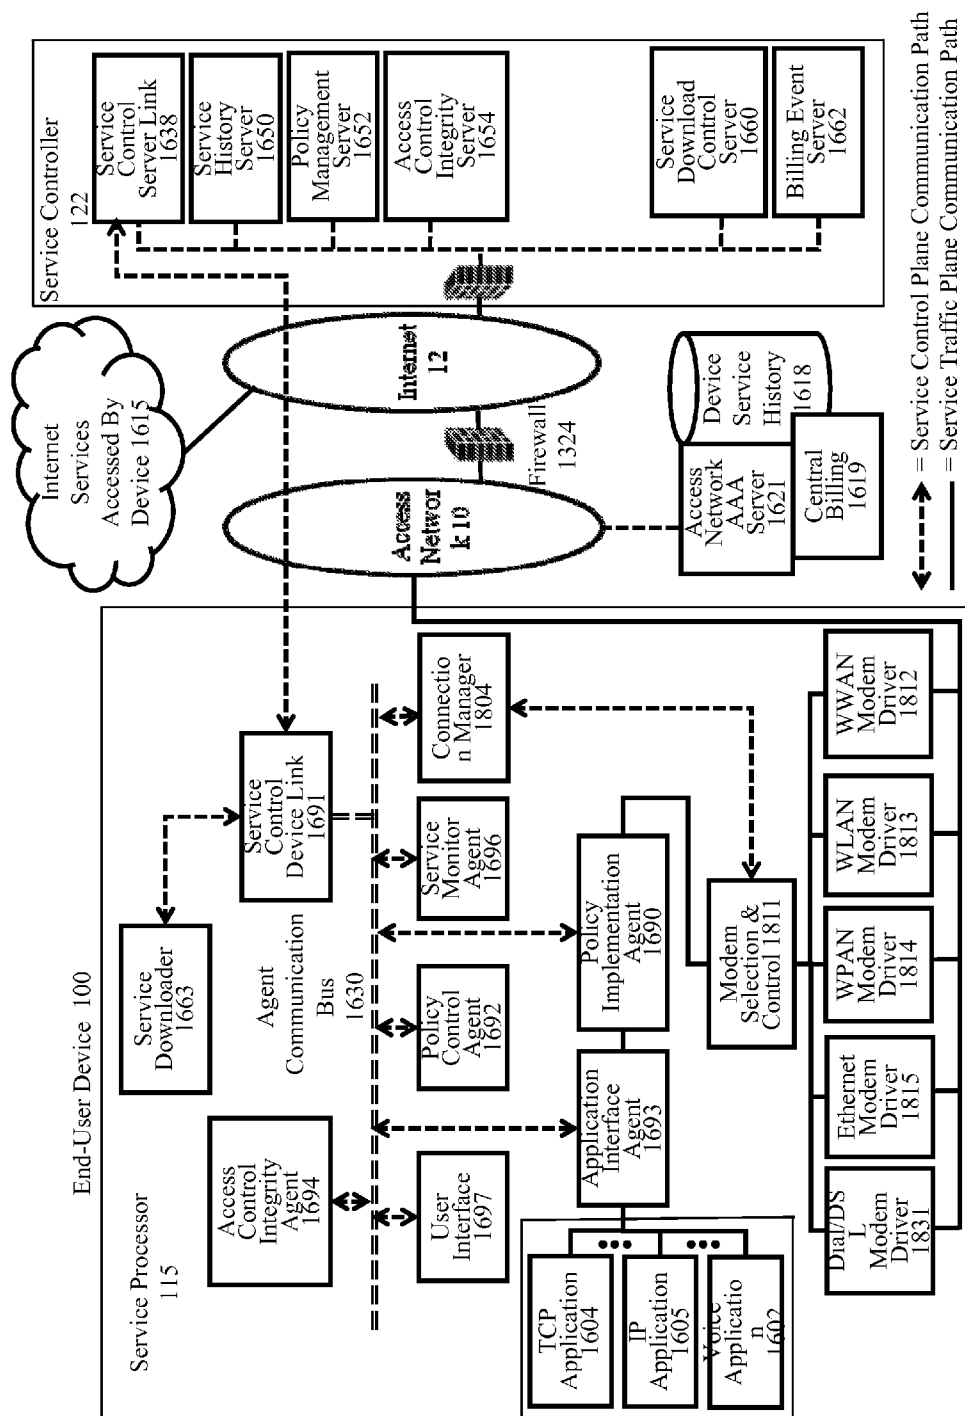 End-User Device 100
Service Processor
115
Service
Downloader
1663
Access
Control
Integrity
Agent
1694
Agent
Communication
Bus
1630
Service
Control
Device Link
1691
User
Interface
1697
Policy
Control
Agent
1692
Service
Monitor
Agent
1696
Connectio
n Manager
1804
TCP
Application
1604
IP
Application
1605
Voice
Applicatio
n
1602
Application
Interface
Agent
1693
Policy
Implementation
Agent
1690
Modem
Selection &
Control 1811
Dial/DS
L
Modem
Driver
1831
Ethernet
Modem
Driver
1815
WPAN
Modem
Driver
1814
WLAN
Modem
Driver
1813
WWAN
Modem
Driver
1812
Internet
Services
Accessed By
Device 1615
Access
Networ
k 10
Firewall
1324
Internet
12
Access
Network
AAA
Server
1621
Central
Billing
1619
Device
Service
History
1618
Service Controller
122
Service
Control
Server Link
1638
Service
History
Server
1650
Policy
Management
Server
1652
Access
Control
Integrity
Server
1654
Service
Download
Control
Server
1660
Billing Event
Server
1662
= Service Control Plane Communication Path
= Service Traffic Plane Communication Path